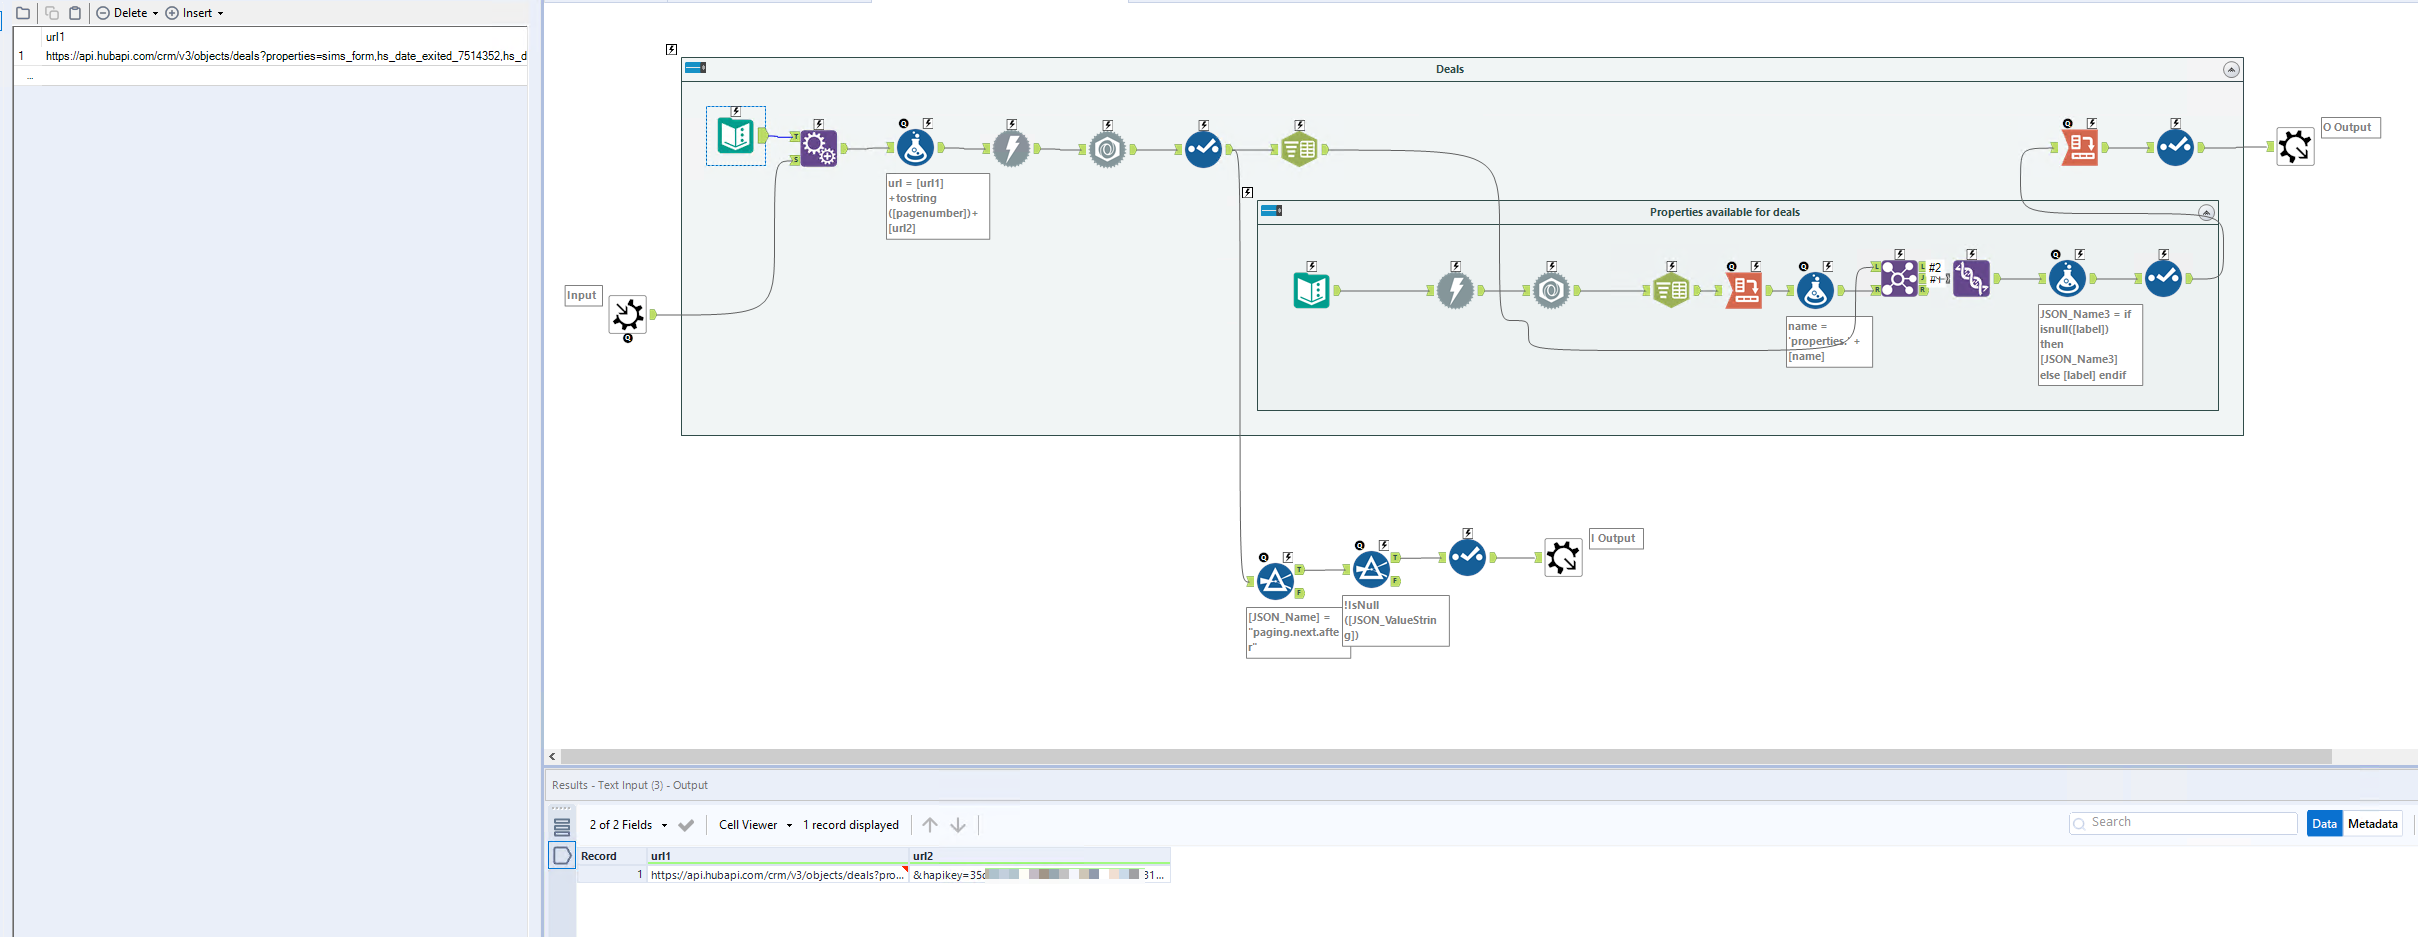 Delete
Insert
url1
1 https://api.hubapi.com/crm/v3/objects/deals?properties=sims_form,hs_date_exited_7514352,hs_d
...
Deals
T
S
url = [url1]
+tostring
([pagenumber])+
[url2]
O Output
Input
Properties available for deals
name =
'properties.' +
[name]
L
R
L
J
R
#2
#1
JSON_Name3 = if
isnull([label])
then
[JSON_Name3]
else [label] endif
I Output
T
F
T
F
[JSON_Name] =
"paging.next.afte
r"
!IsNull
([JSON_ValueStrin
g])
Results - Text Input (3) - Output
2 of 2 Fields
Cell Viewer
1 record displayed
Search
Data
Metadata
Record url1 url2
1 https://api.hubapi.com/crm/v3/objects/deals?pro... &hapikey=35 31...